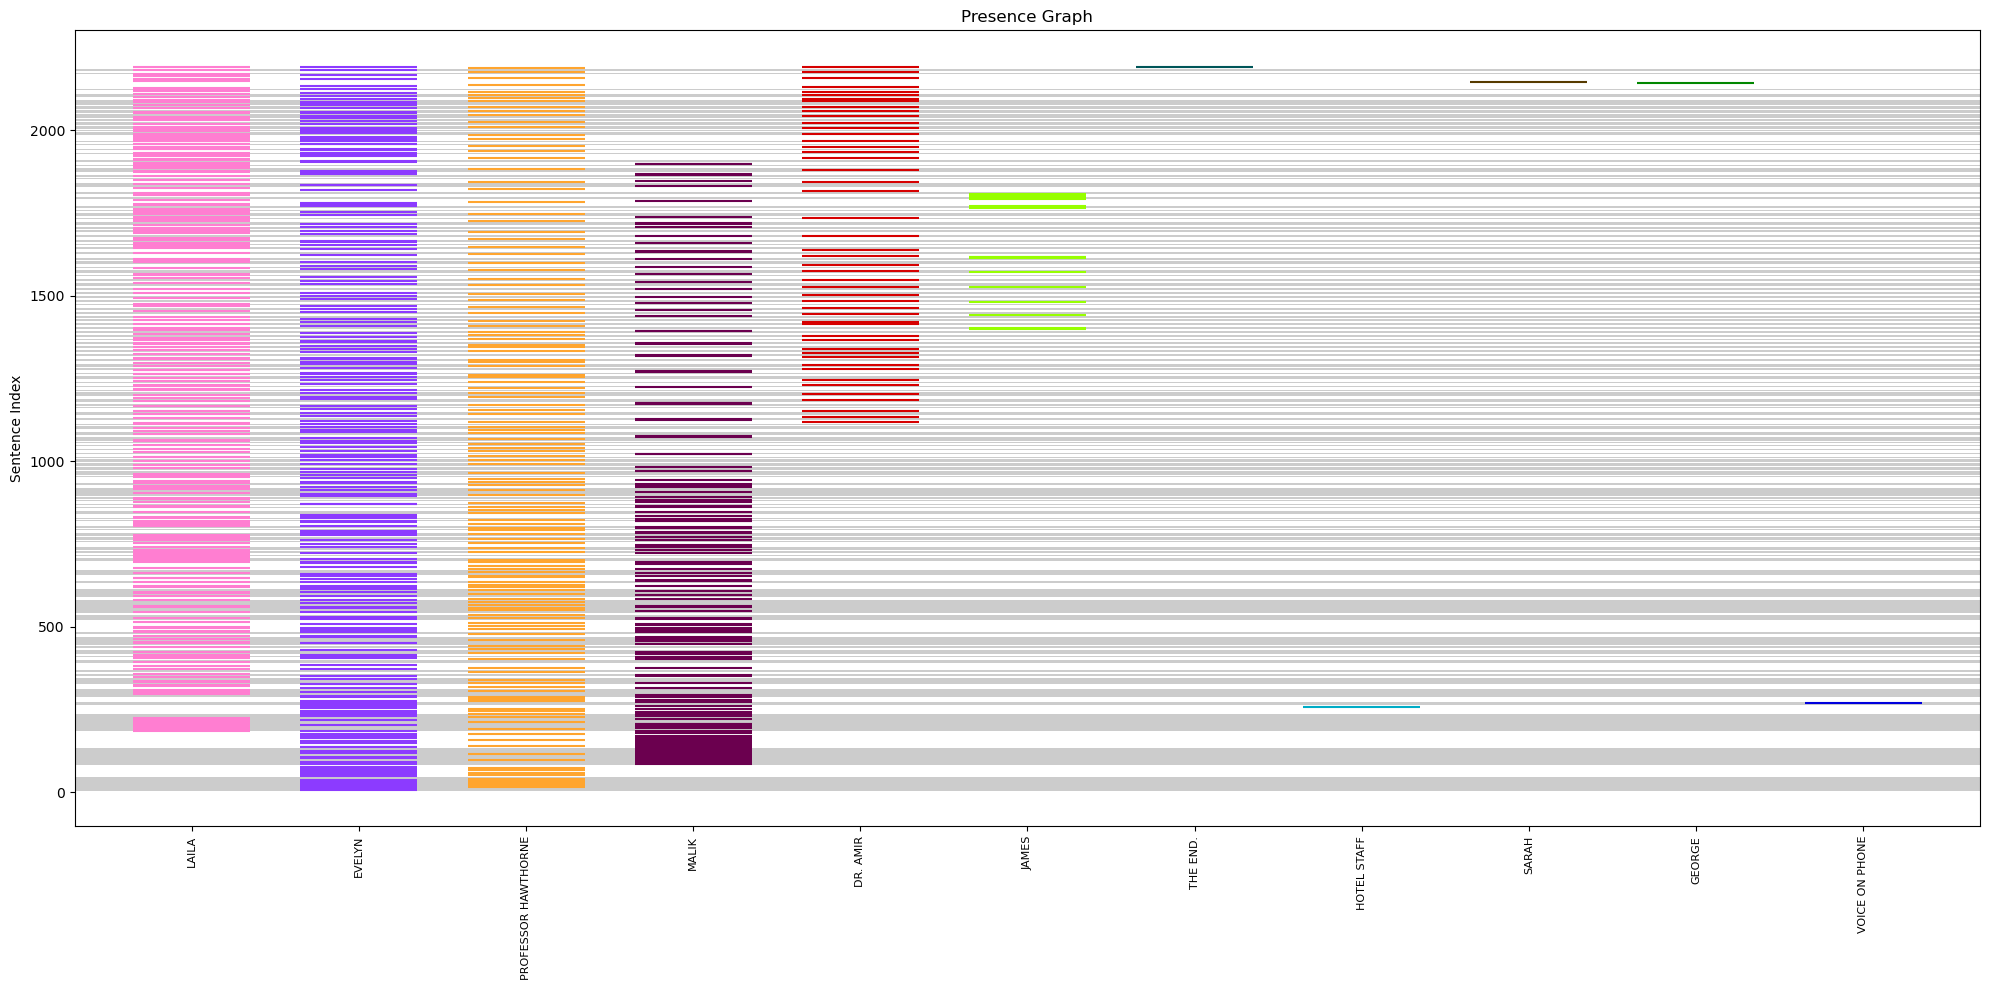 Presence Graph
Sentence Index
2000
1500
1000
500
0
LAILA
EVELYN
PROFESSOR HAWTHORNE
MALIK
DR. AMIR
JAMES
THE END.
HOTEL STAFF
SARAH
GEORGE
VOICE ON PHONE